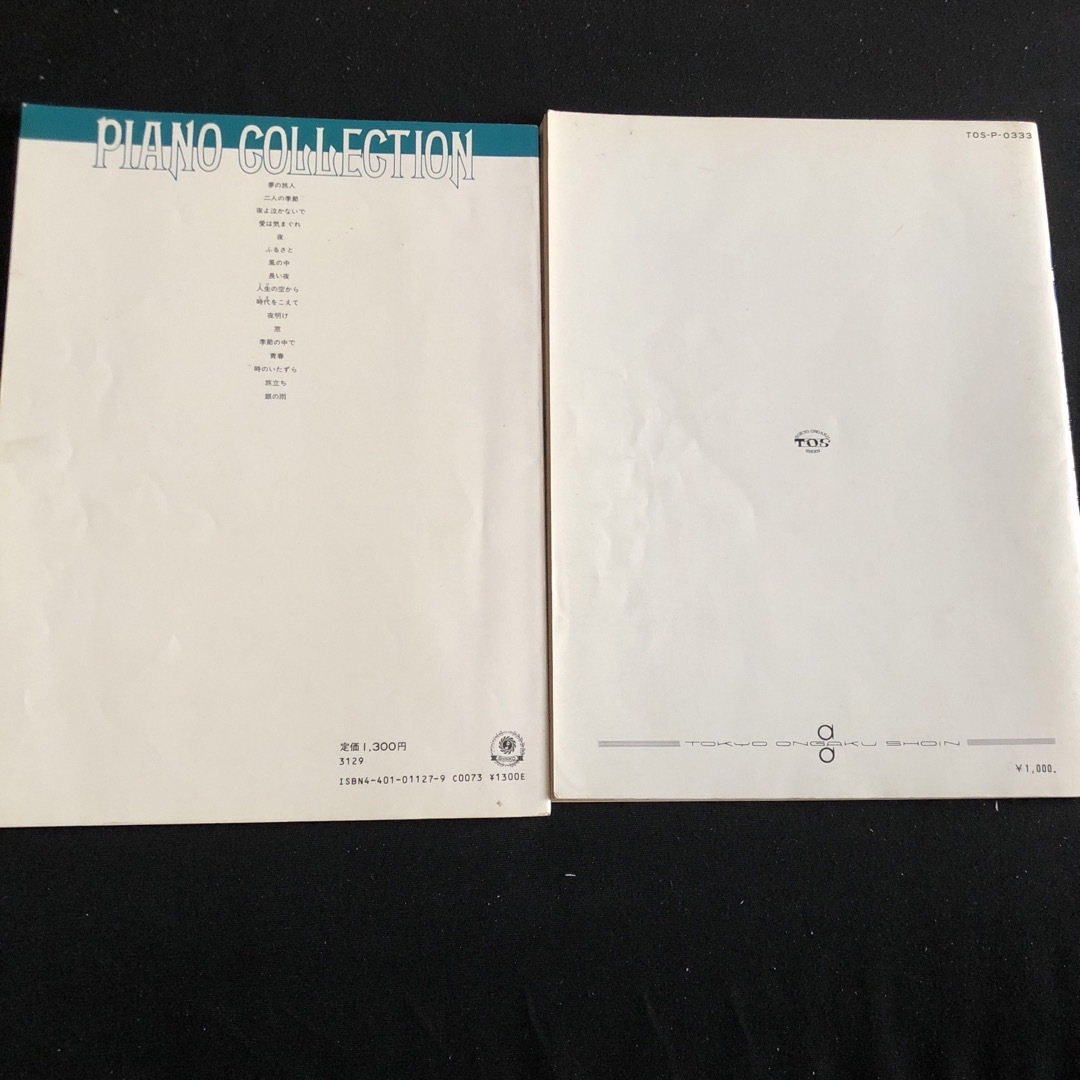 PIANO COLLECTION
夢の旅人
二人の季節
夜よ泣かないで
愛は気まぐれ
夜
ふるさと
風の中
長い夜
人生の空から
時代をこえて
夜明け
窓
季節の中で
青春
時のいたずら
旅立ち
銀の雨
定価1,300円
3129
ISBN4-401-01127-9 C0073 ¥1300E
SHINKO
TOS-P-0333
TOKYO ONGAKU
TOS
SHOIN
TOKYO ONGAKU SHOIN
¥1,000.